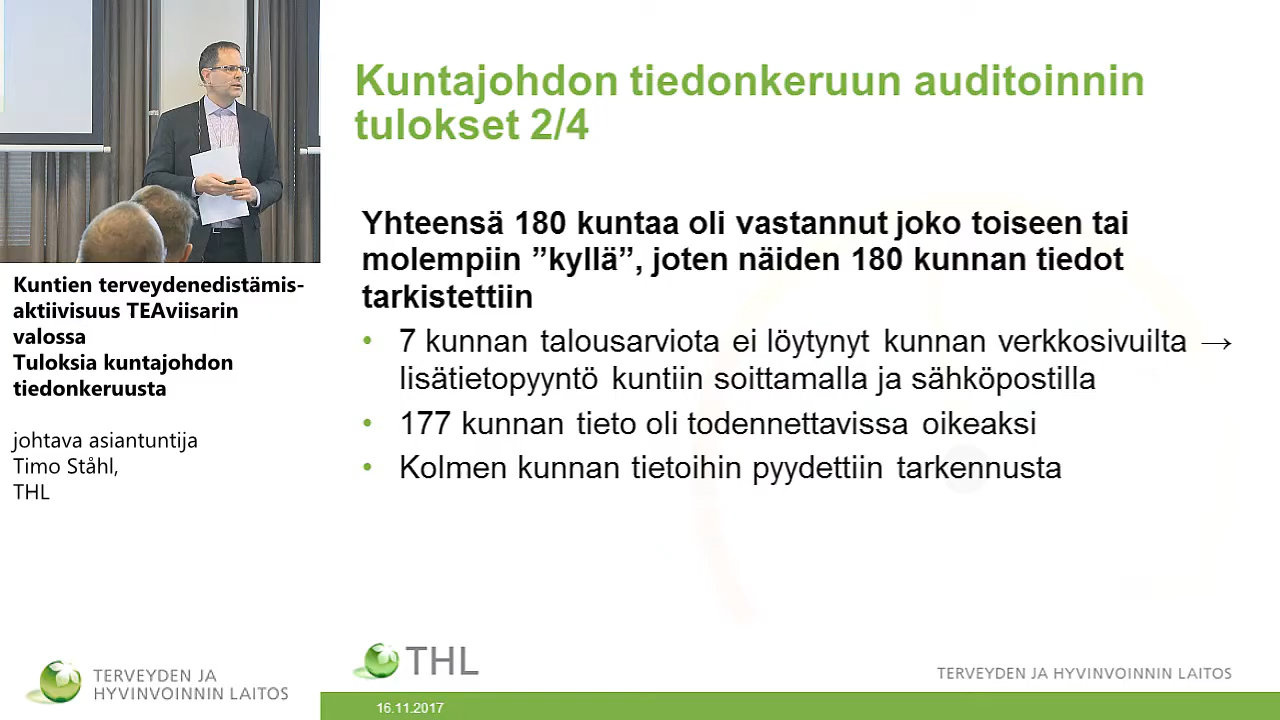 Kuntajohdon tiedonkeruun auditoinnin
tulokset 2/4
Yhteensä 180 kuntaa oli vastannut joko toiseen tai
molempiin ”kyllä”, joten näiden 180 kunnan tiedot
tarkistettiin
• 7 kunnan talousarviota ei löytynyt kunnan verkkosivuilta →
lisätietopyyntö kuntiin soittamalla ja sähköpostilla
• 177 kunnan tieto oli todennettavissa oikeaksi
• Kolmen kunnan tietoihin pyydettiin tarkennusta
Kuntien terveydenedistämis-
aktiivisuus TEAviisarin
valossa
Tuloksia kuntajohdon
tiedonkeruusta
johtava asiantuntija
Timo Ståhl,
THL
TERVEYDEN JA
HYVINVOINNIN LAITOS
THL
TERVEYDEN JA HYVINVOINNIN LAITOS
16.11.2017